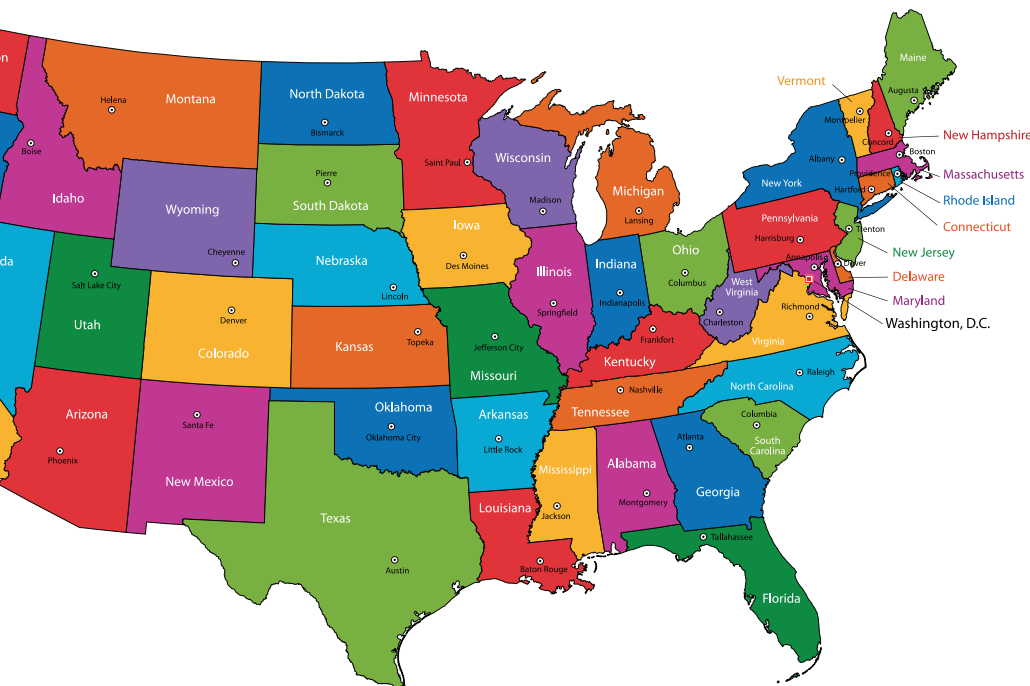 n
Montana
Helena
North Dakota
Bismarck
Minnesota
Saint Paul
Wisconsin
Madison
Michigan
Lansing
Vermont
Montpelier
Maine
Augusta
New Hampshire
Concord
Boston
Massachusetts
Albany
New York
Providence
Rhode Island
Hartford
Connecticut
Boise
Idaho
Wyoming
Cheyenne
Pierre
South Dakota
Iowa
Des Moines
Pennsylvania
Harrisburg
Trenton
New Jersey
Annapolis
Dover
Delaware
Maryland
Washington, D.C.
da
Salt Lake City
Utah
Nebraska
Lincoln
Illinois
Springfield
Indiana
Indianapolis
Ohio
Columbus
West
Virginia
Charleston
Richmond
Virginia
Denver
Colorado
Kansas
Topeka
Jefferson City
Missouri
Frankfort
Kentucky
Arizona
Phoenix
Santa Fe
New Mexico
Oklahoma
Oklahoma City
Arkansas
Little Rock
Nashville
Tennessee
North Carolina
Raleigh
Columbia
South
Carolina
Texas
Austin
Louisiana
Baton Rouge
Mississippi
Jackson
Alabama
Montgomery
Atlanta
Georgia
Tallahassee
Florida